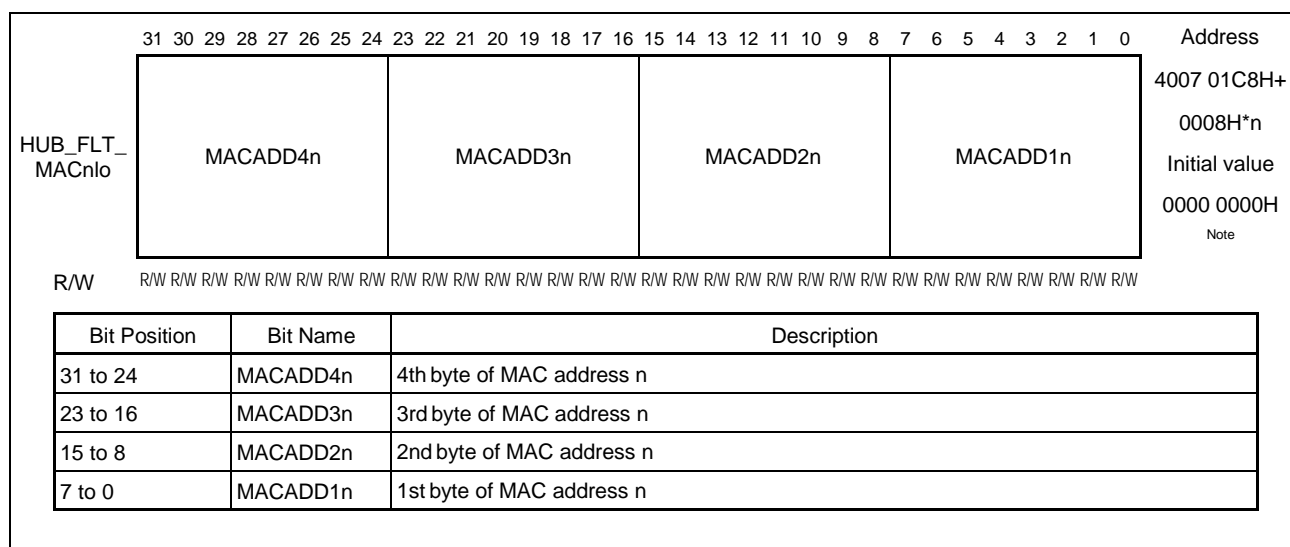 31 30 29 28 27 26 25 24 23 22 21 20 19 18 17 16 15 14 13 12 11 10 9 8 7 6 5 4 3 2 1 0 Address
HUB_FLT_
MACnlo
MACADD4n MACADD3n MACADD2n MACADD1n
4007 01C8H+
0008H*n
Initial value
0000 0000H
Note
R/W R/W R/W R/W R/W R/W R/W R/W R/W R/W R/W R/W R/W R/W R/W R/W R/W R/W R/W R/W R/W R/W R/W R/W R/W R/W R/W R/W R/W R/W R/W R/W R/W
Bit Position Bit Name Description
31 to 24 MACADD4n 4th byte of MAC address n
23 to 16 MACADD3n 3rd byte of MAC address n
15 to 8 MACADD2n 2nd byte of MAC address n
7 to 0 MACADD1n 1st byte of MAC address n